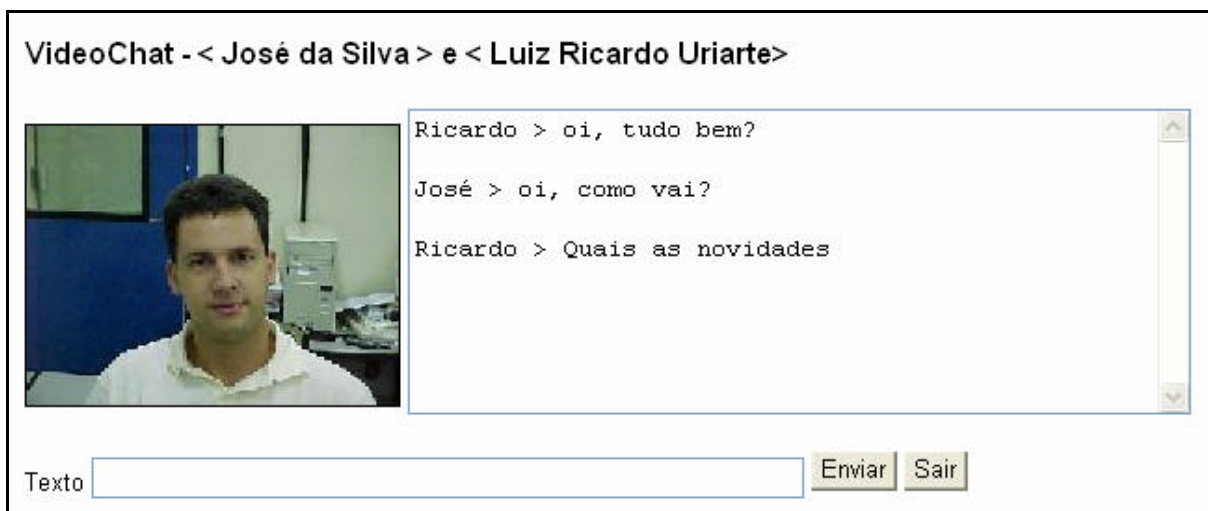 VideoChat - < José da Silva > e < Luiz Ricardo Uriarte>
Ricardo > oi, tudo bem?
José > oi, como vai?
Ricardo > Quais as novidades
Texto
Enviar
Sair